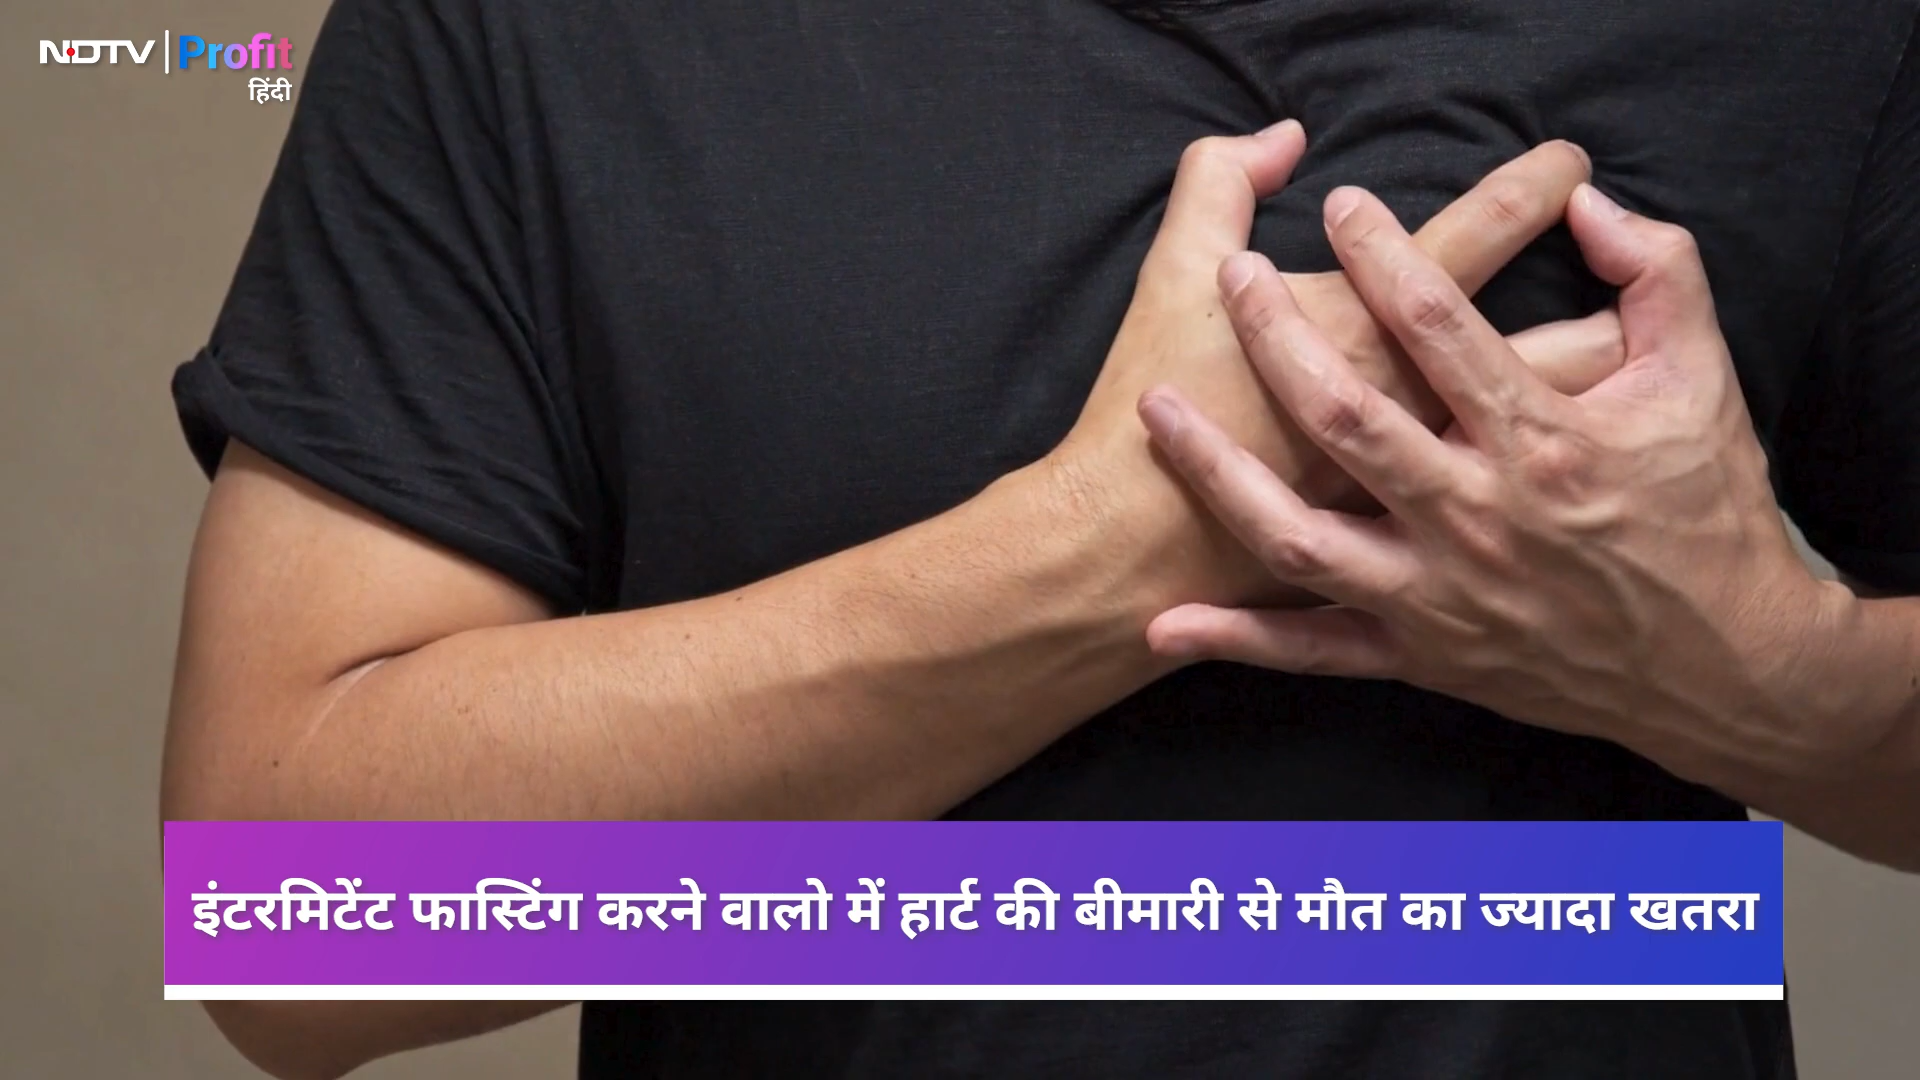 NDTV | Profit
हिंदी
इंटरमिटेंट फास्टिंग करने वालो में हार्ट की बीमारी से मौत का ज्यादा खतरा